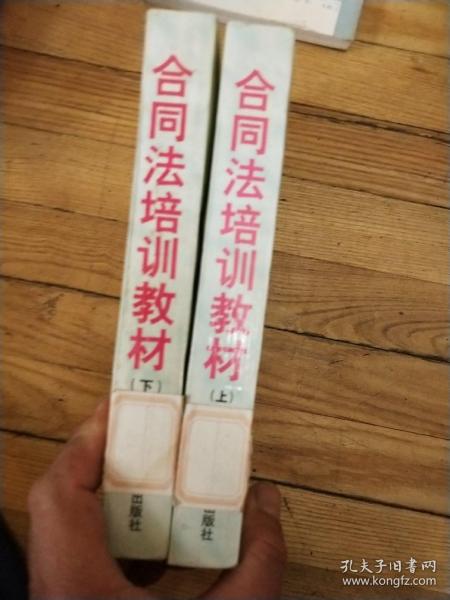 合同法培训教材
(下)
出版社
合同法培训教材
(上)
出版社
孔夫子旧书网
www.kongfz.com